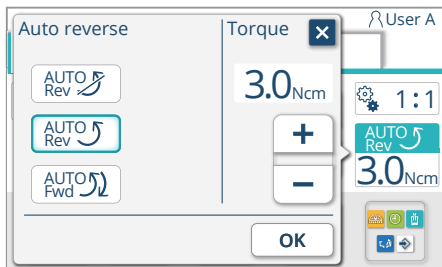 Auto reverse
Torque
User A
AUTO
Rev
3.0Ncm
1:1
AUTO
Rev
+
AUTO
Rev
3.0Ncm
AUTO
Fwd
−
OK